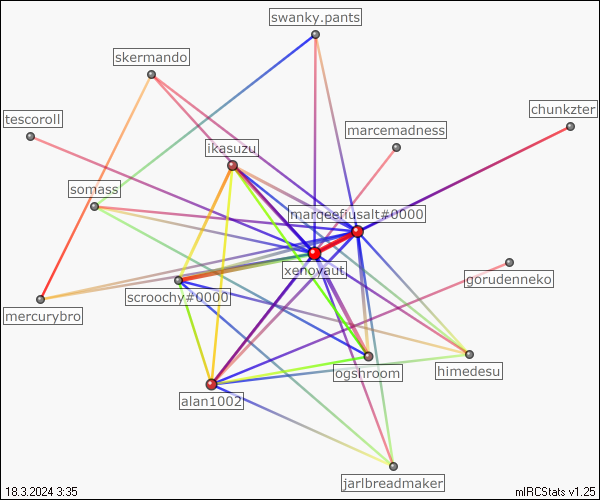 swanky.pants
skermando
chunkzter
tescoroll
marcemadness
ikasuzu
somass
marqeefiusalt#0000
xenovaut
gorudenneko
scroochy#0000
mercurybro
himedesu
ogshroom
alan1002
jarlbreadmaker
18.3.2024 3:35
mIRCStats v1.25